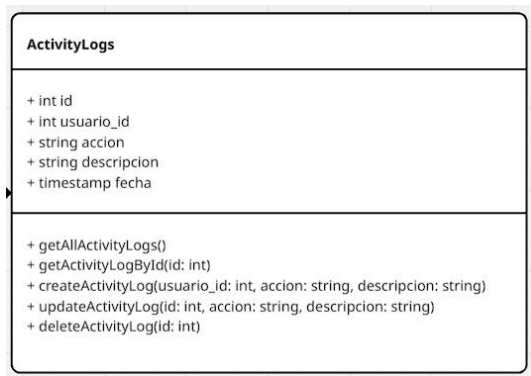 ActivityLogs
+ int id
+ int usuario_id
+ string accion
+ string descripcion
+ timestamp fecha
+ getAllActivityLogs()
+ getActivityLogById(id: int)
+ createActivityLog(usuario_id: int, accion: string, descripcion: string)
+ updateActivityLog(id: int, accion: string, descripcion: string)
+ deleteActivityLog(id: int)